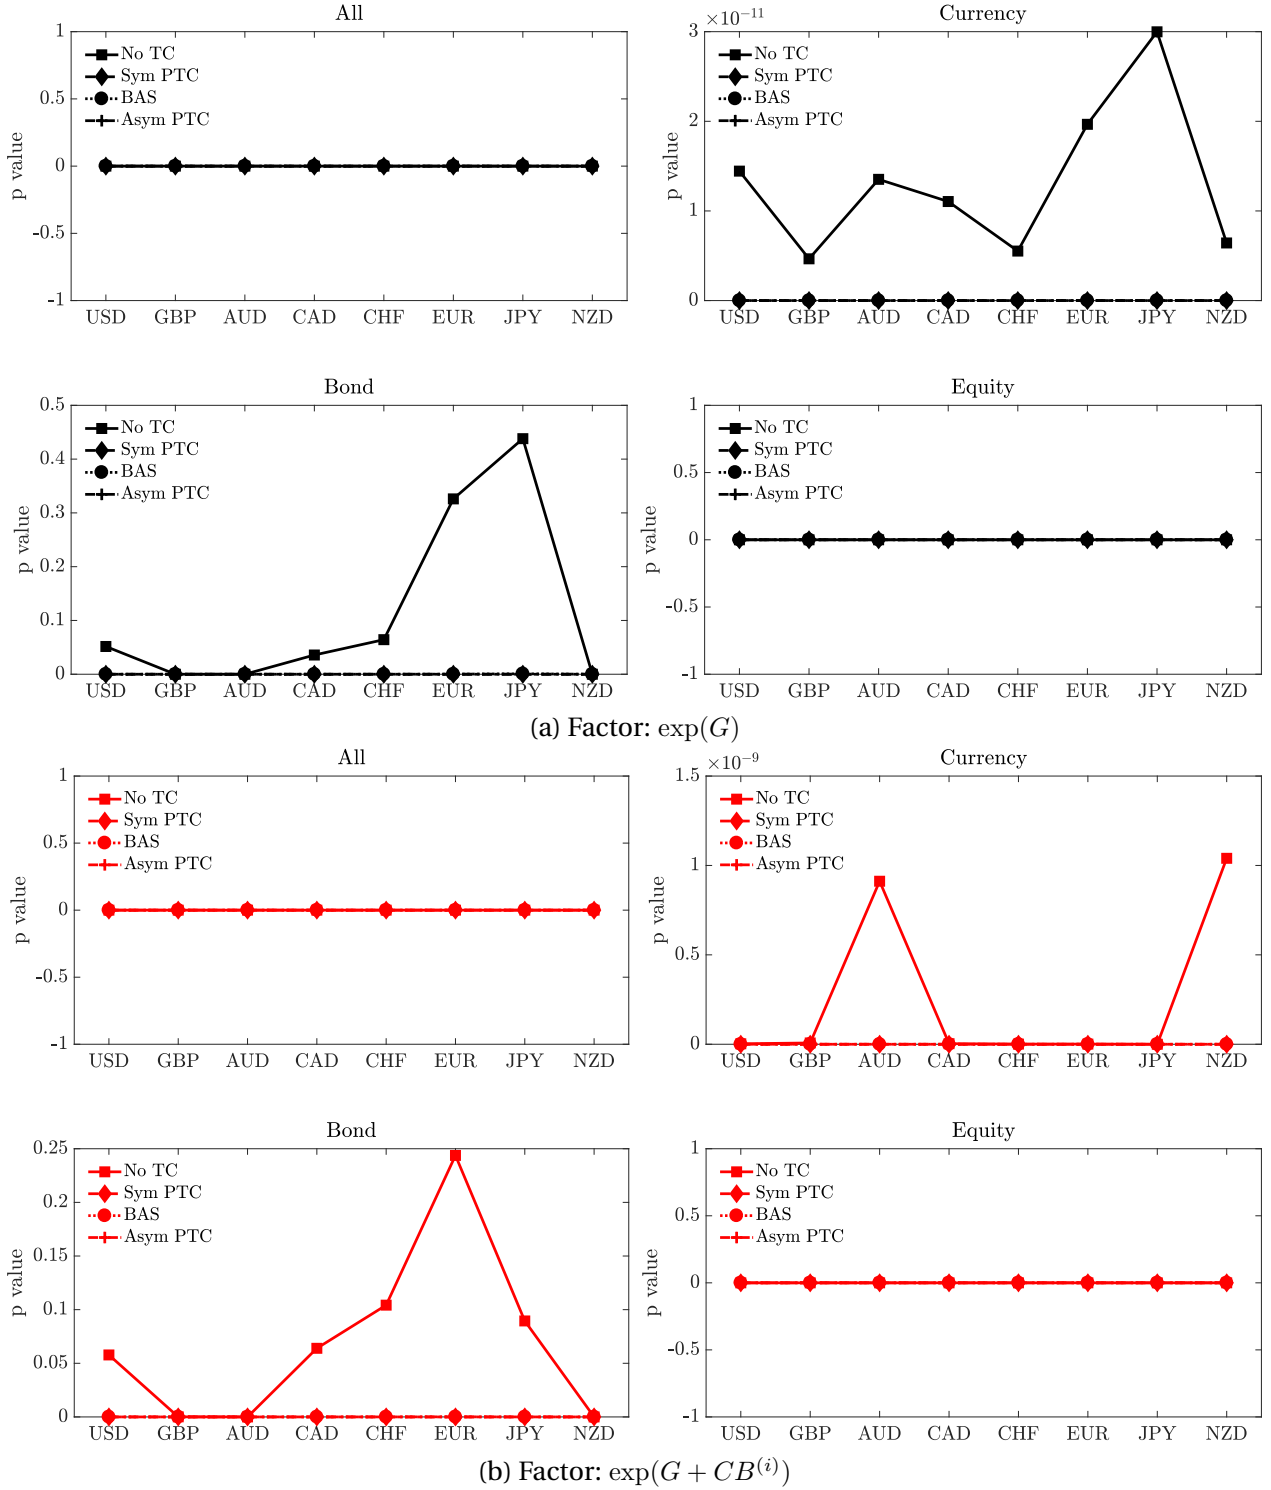 All
1
0.5
0
-0.5
-1
p value
No TC
Sym PTC
BAS
Asym PTC
USD GBP AUD CAD CHF EUR JPY NZD
Currency
×10⁻¹¹
3
2
1
0
p value
No TC
Sym PTC
BAS
Asym PTC
USD GBP AUD CAD CHF EUR JPY NZD
Bond
0.5
0.4
0.3
0.2
0.1
0
p value
No TC
Sym PTC
BAS
Asym PTC
USD GBP AUD CAD CHF EUR JPY NZD
Equity
1
0.5
0
-0.5
-1
p value
No TC
Sym PTC
BAS
Asym PTC
USD GBP AUD CAD CHF EUR JPY NZD
(a) Factor: exp(G)
All
1
0.5
0
-0.5
-1
p value
No TC
Sym PTC
BAS
Asym PTC
USD GBP AUD CAD CHF EUR JPY NZD
Currency
×10⁻⁹
1.5
1
0.5
0
p value
No TC
Sym PTC
BAS
Asym PTC
USD GBP AUD CAD CHF EUR JPY NZD
Bond
0.25
0.2
0.15
0.1
0.05
0
p value
No TC
Sym PTC
BAS
Asym PTC
USD GBP AUD CAD CHF EUR JPY NZD
Equity
1
0.5
0
-0.5
-1
p value
No TC
Sym PTC
BAS
Asym PTC
USD GBP AUD CAD CHF EUR JPY NZD
(b) Factor: exp(G + CB⁽ⁱ⁾)